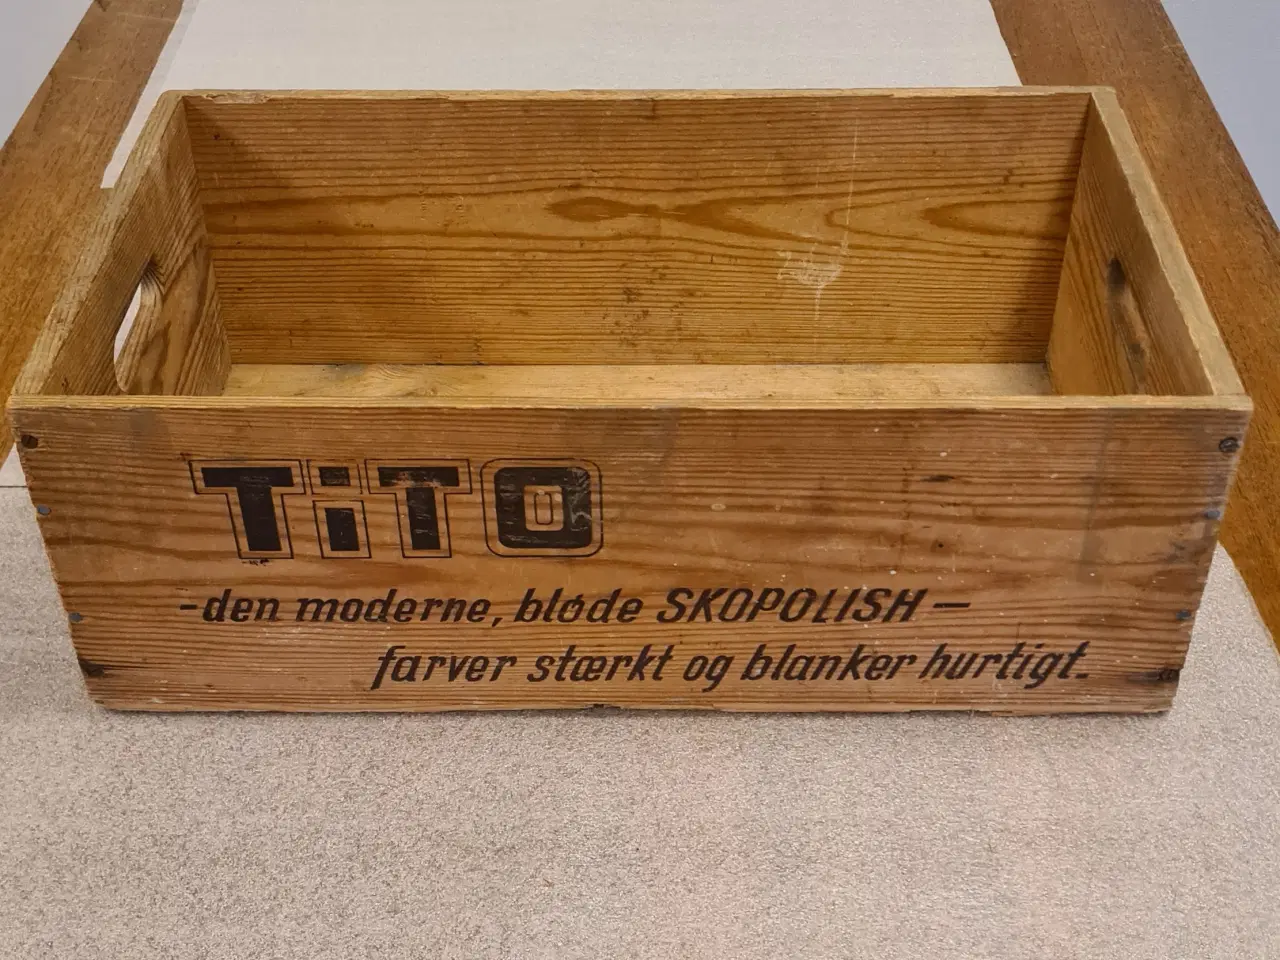 TiTO
-den moderne, bløde SKOPOLISH —
farver stærkt og blanker hurtigt.